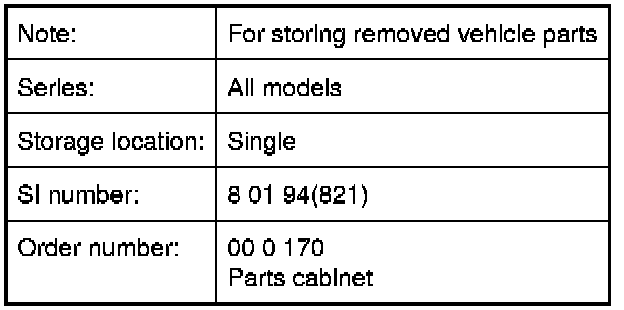 Note: For storing removed vehicle parts
Series: All models
Storage location: Single
SI number: 8 01 94(821)
Order number: 00 0 170
Parts cabinet